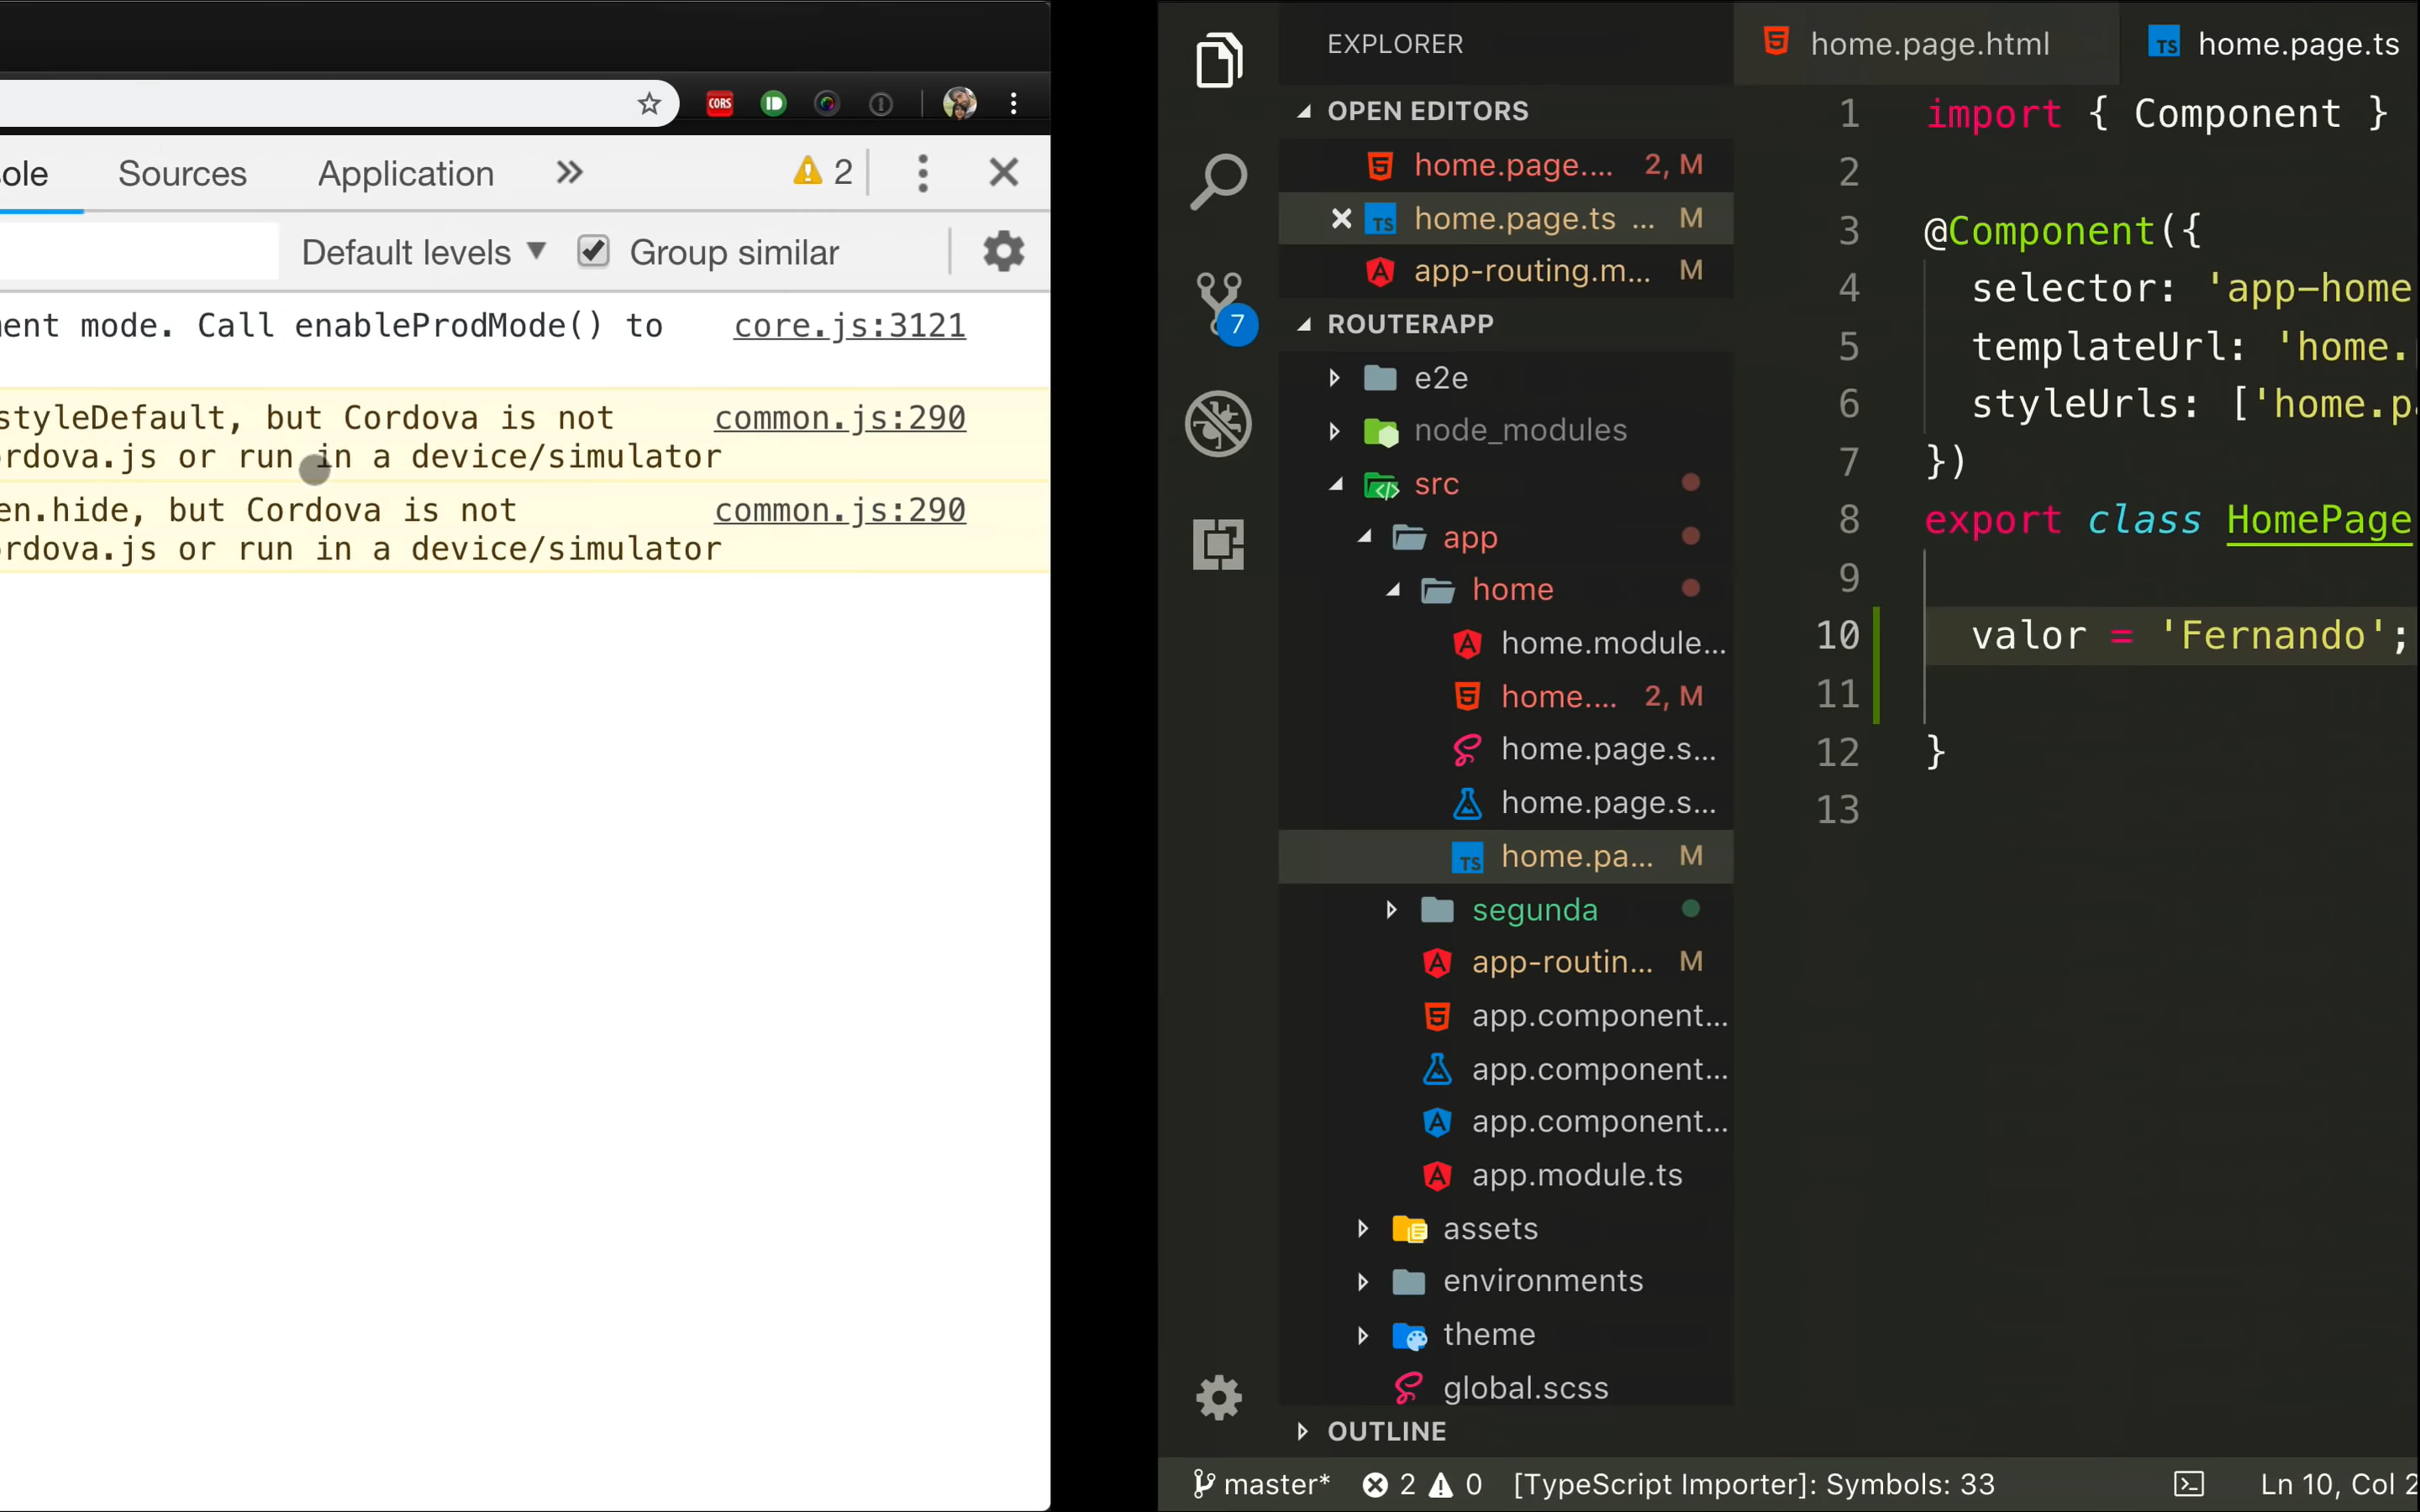 CORS
ole Sources Application 2
Default levels Group similar
ent mode. Call enableProdMode() to core.js:3121
styleDefault, but Cordova is not common.js:290
rdova.js or run in a device/simulator
en.hide, but Cordova is not common.js:290
rdova.js or run in a device/simulator
7
EXPLORER
OPEN EDITORS
home.page.... 2, M
home.page.ts ... M
app-routing.m... M
ROUTERAPP
e2e
node_modules
src
app
home
home.module...
home.... 2, M
home.page.s...
home.page.s...
home.pa... M
segunda
app-routin... M
app.component...
app.component...
app.component...
app.module.ts
assets
environments
theme
global.scss
OUTLINE
home.page.html home.page.ts
1 import { Component }
2
3 @Component({
4 selector: 'app-home
5 templateUrl: 'home.
6 styleUrls: ['home.pa
7 })
8 export class HomePage
9
10 valor = 'Fernando';
11
12 }
13
master* 2 0 [TypeScript Importer]: Symbols: 33 Ln 10, Col 2